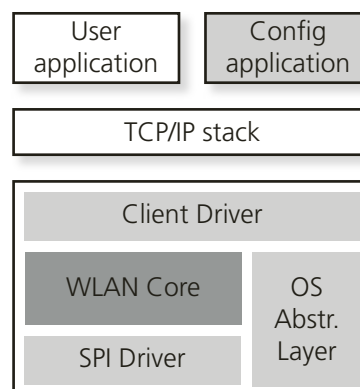 User
application
Config
application
TCP/IP stack
Client Driver
WLAN Core
SPI Driver
OS
Abstr.
Layer